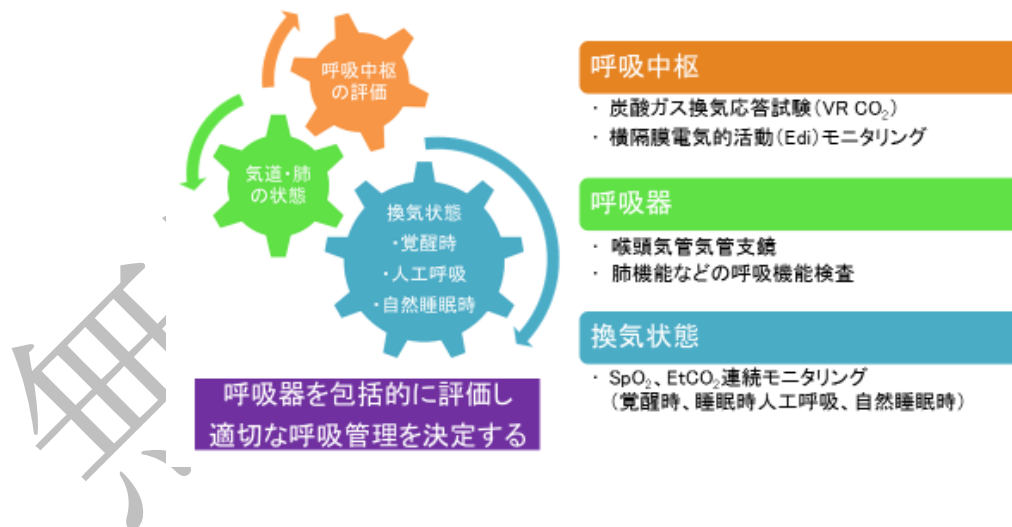 呼吸中枢
の評価
気道・肺
の状態
換気状態
・覚醒時
・人工呼吸
・自然睡眠時
呼吸器を包括的に評価し
適切な呼吸管理を決定する
呼吸中枢
・ 炭酸ガス換気応答試験(VR CO₂)
・ 横隔膜電気的活動(Edi)モニタリング
呼吸器
・ 喉頭気管気管支鏡
・ 肺機能などの呼吸機能検査
換気状態
・ SpO₂、EtCO₂連続モニタリング
(覚醒時、睡眠時人工呼吸、自然睡眠時)
無